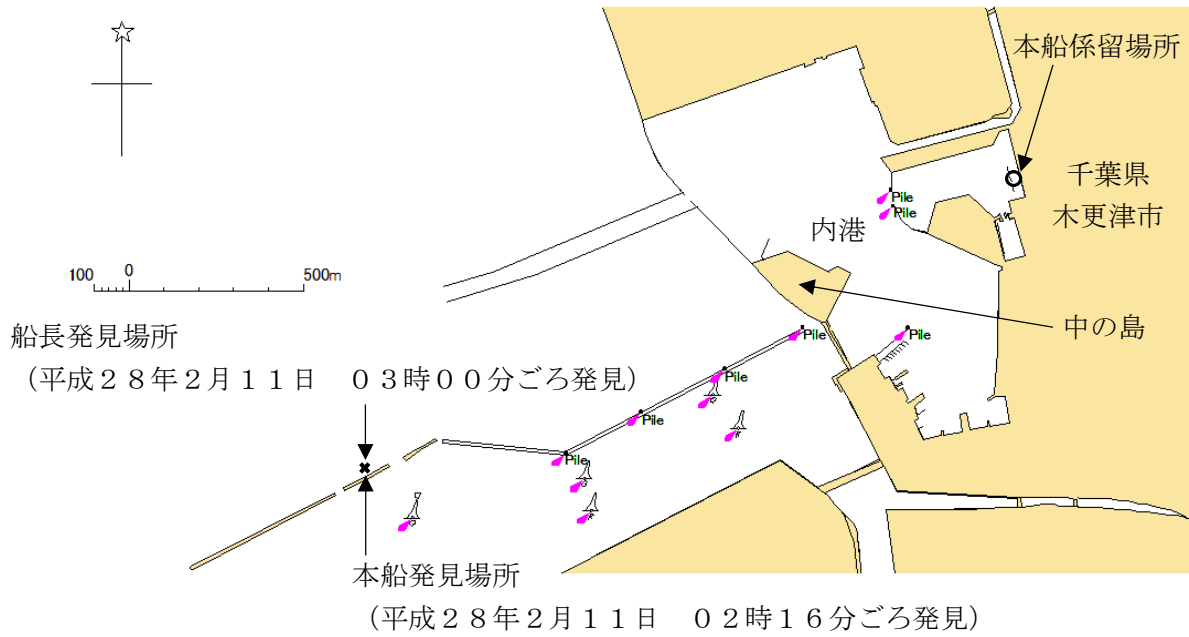 本船係留場所
千葉県
木更津市
Pile
Pile
内港
100 0 500m
中の島
Pile
Pile
船長発見場所
(平成28年2月11日 03時00分ごろ発見)
Pile
Pile
Pile
本船発見場所
(平成28年2月11日 02時16分ごろ発見)